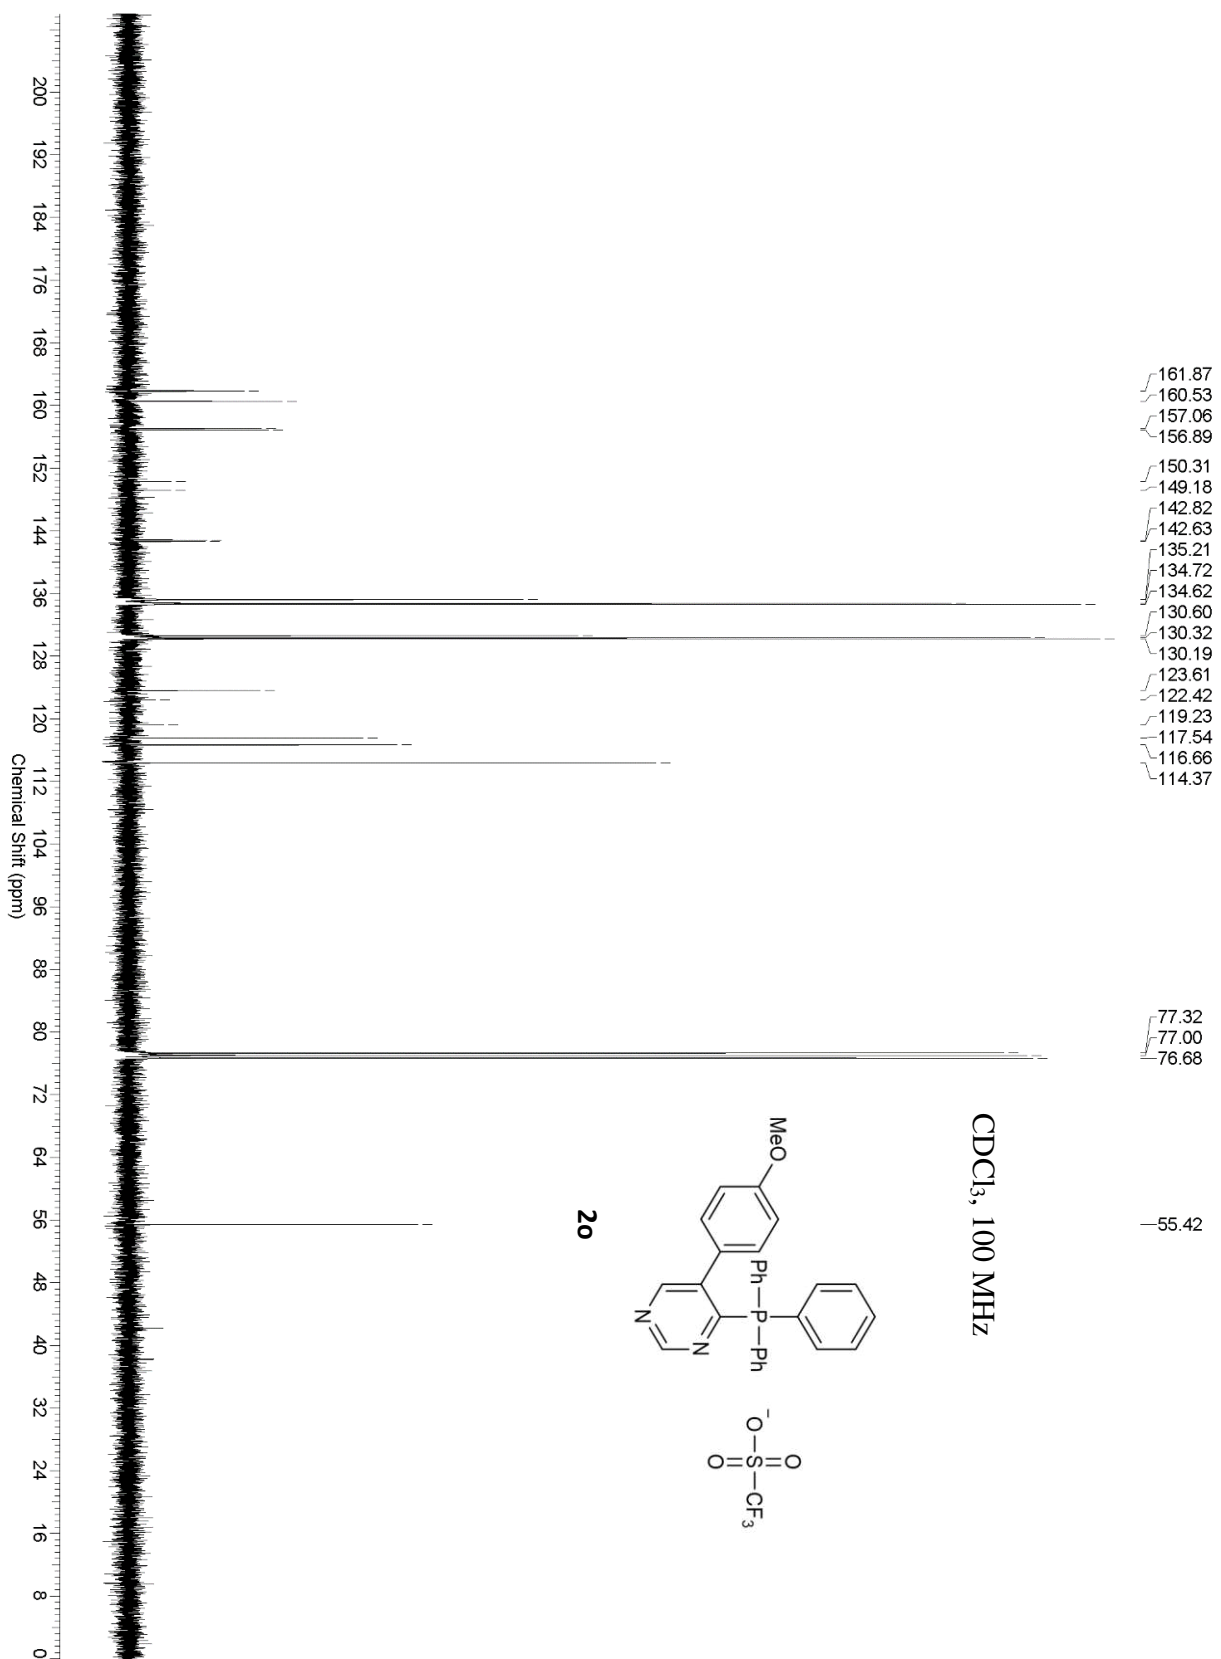 161.87
160.53
157.06
156.89
150.31
149.18
142.82
142.63
135.21
134.72
134.62
130.60
130.32
130.19
123.61
122.42
119.23
117.54
116.66
114.37
77.32
77.00
76.68
55.42
CDCl₃, 100 MHz
MeO
Ph
P
Ph
N
N
⁻O
S
O
O
CF₃
2o
200 192 184 176 168 160 152 144 136 128 120 112 104 96 88 80 72 64 56 48 40 32 24 16 8 0
Chemical Shift (ppm)